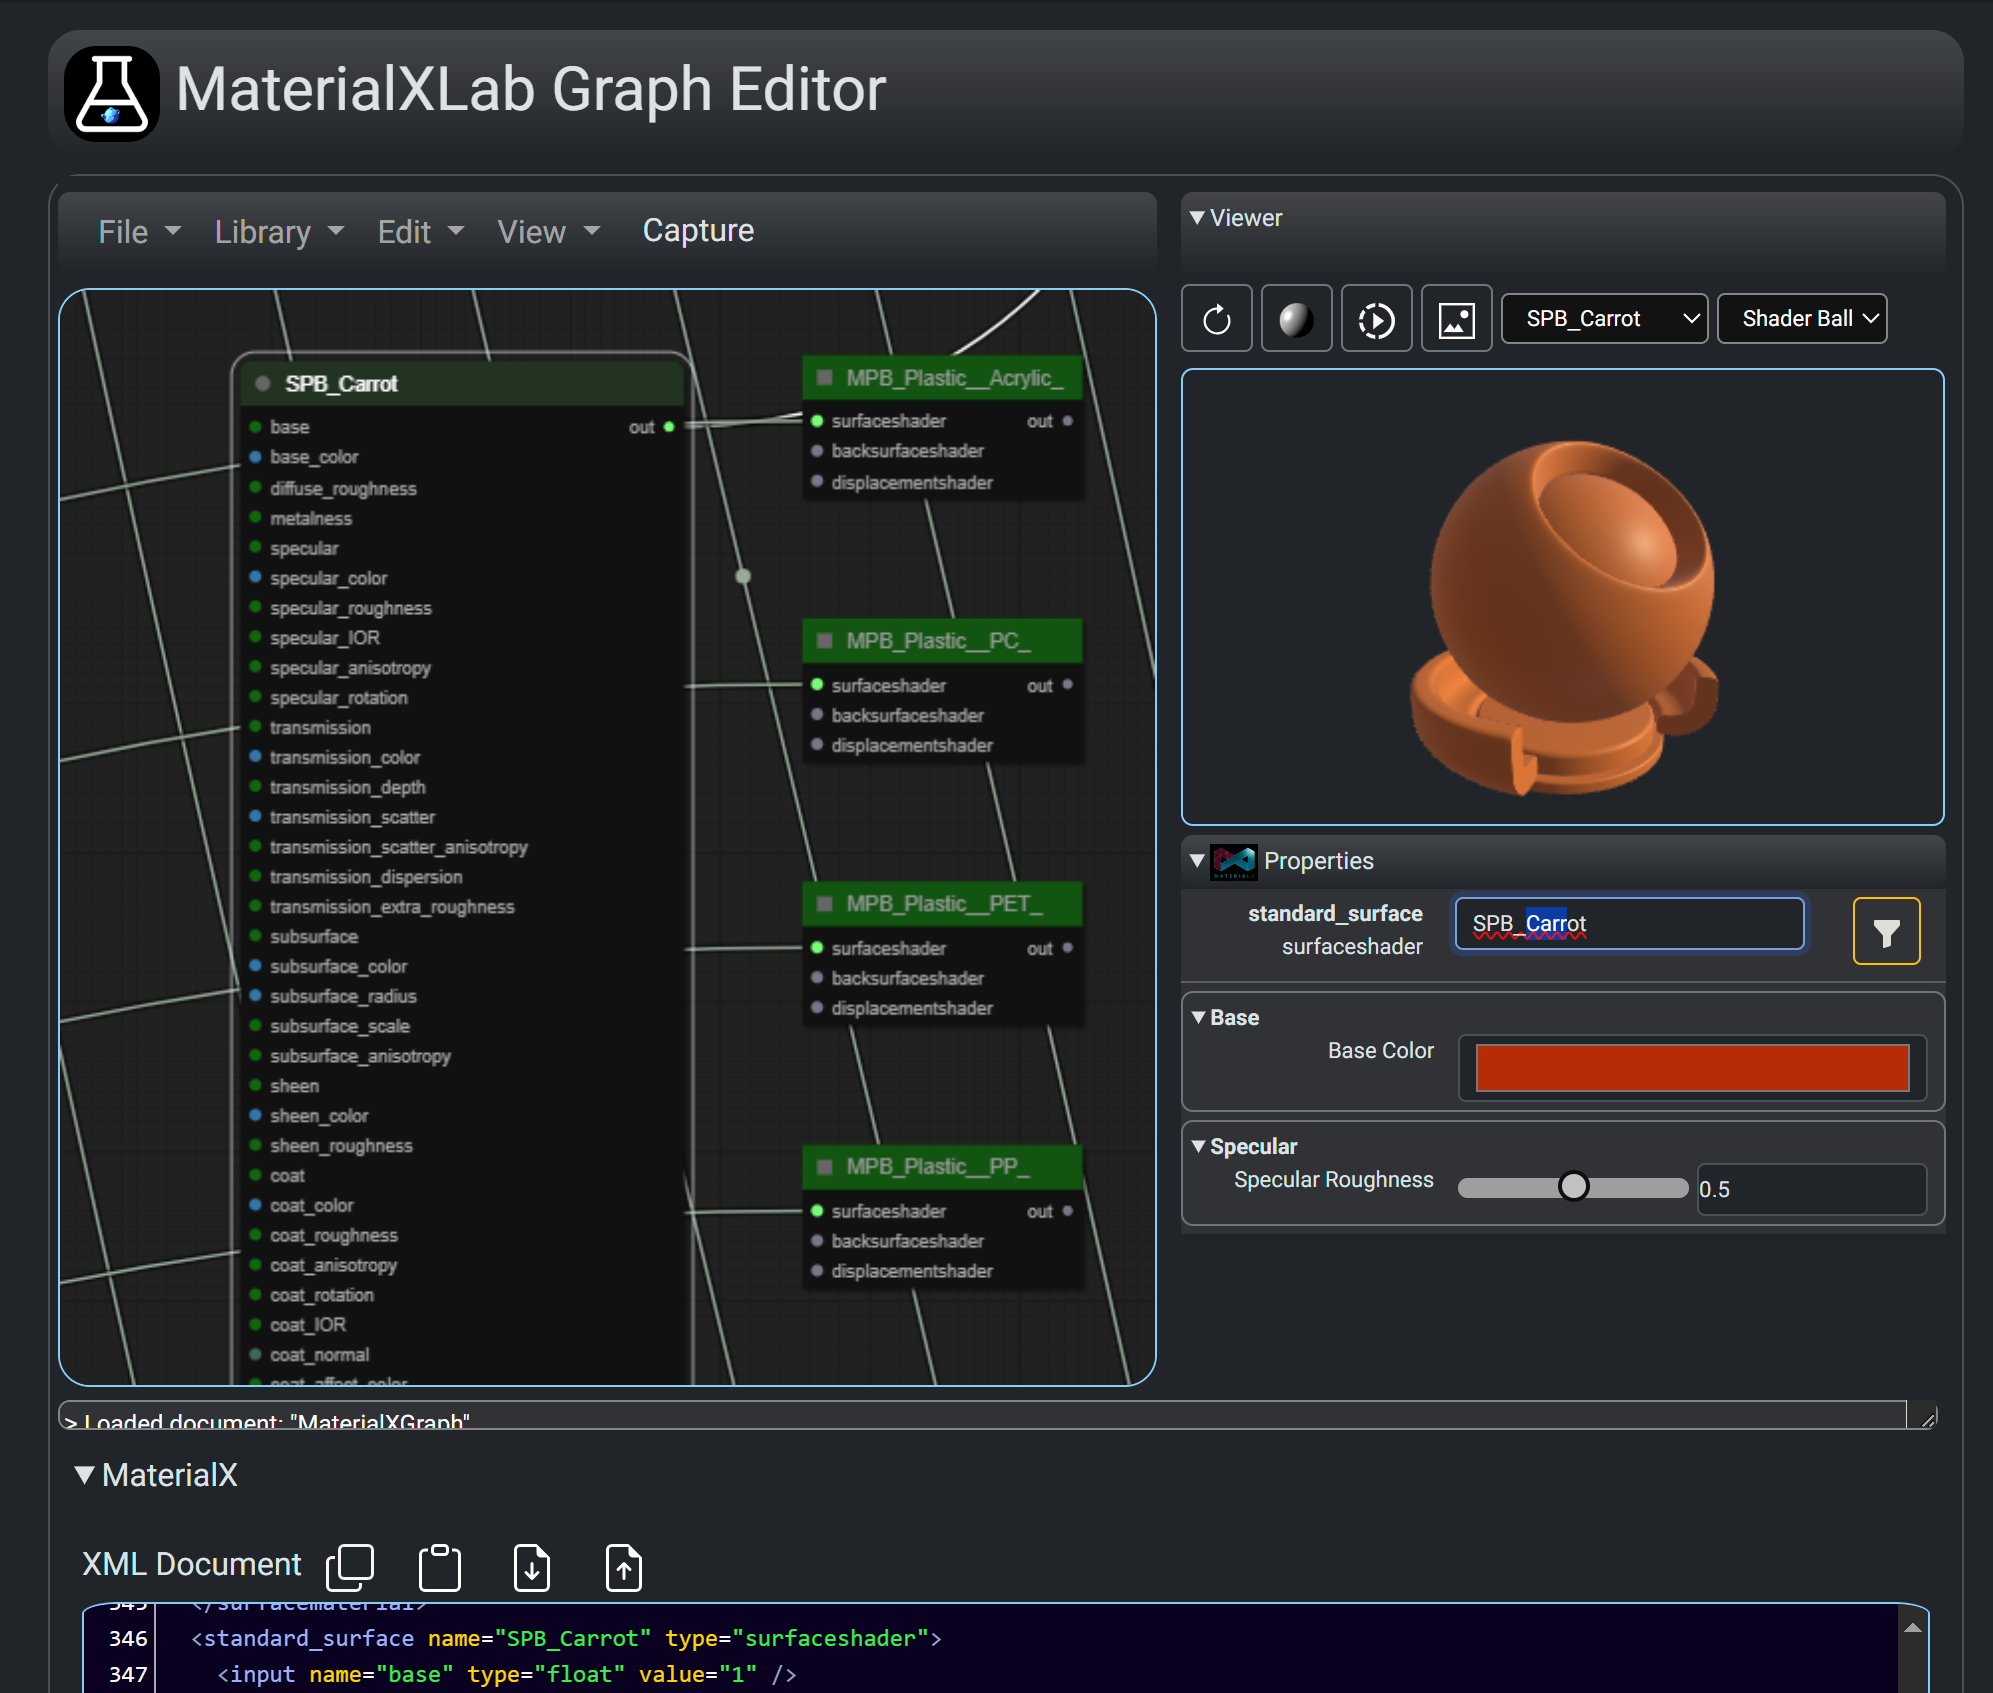 MaterialXLab Graph Editor
File
Library
Edit
View
Capture
SPB_Carrot
base
out
base_color
diffuse_roughness
metalness
specular
specular_color
specular_roughness
specular_IOR
specular_anisotropy
specular_rotation
transmission
transmission_color
transmission_depth
transmission_scatter
transmission_scatter_anisotropy
transmission_dispersion
transmission_extra_roughness
subsurface
subsurface_color
subsurface_radius
subsurface_scale
subsurface_anisotropy
sheen
sheen_color
sheen_roughness
coat
coat_color
coat_roughness
coat_anisotropy
coat_rotation
coat_IOR
coat_normal
coat_affect_color
MPB_Plastic__Acrylic_
surfaceshader
out
backsurfaceshader
displacementshader
MPB_Plastic__PC_
surfaceshader
out
backsurfaceshader
displacementshader
MPB_Plastic__PET_
surfaceshader
out
backsurfaceshader
displacementshader
MPB_Plastic__PP_
surfaceshader
out
backsurfaceshader
displacementshader
Viewer
SPB_Carrot
Shader Ball
Properties
standard_surface
surfaceshader
SPB_Carrot
Base
Base Color
Specular
Specular Roughness
0.5
> Loaded document: "MaterialXGraph"
MaterialX
XML Document
345 </surfacematerial>
346 <standard_surface name="SPB_Carrot" type="surfaceshader">
347 <input name="base" type="float" value="1" />